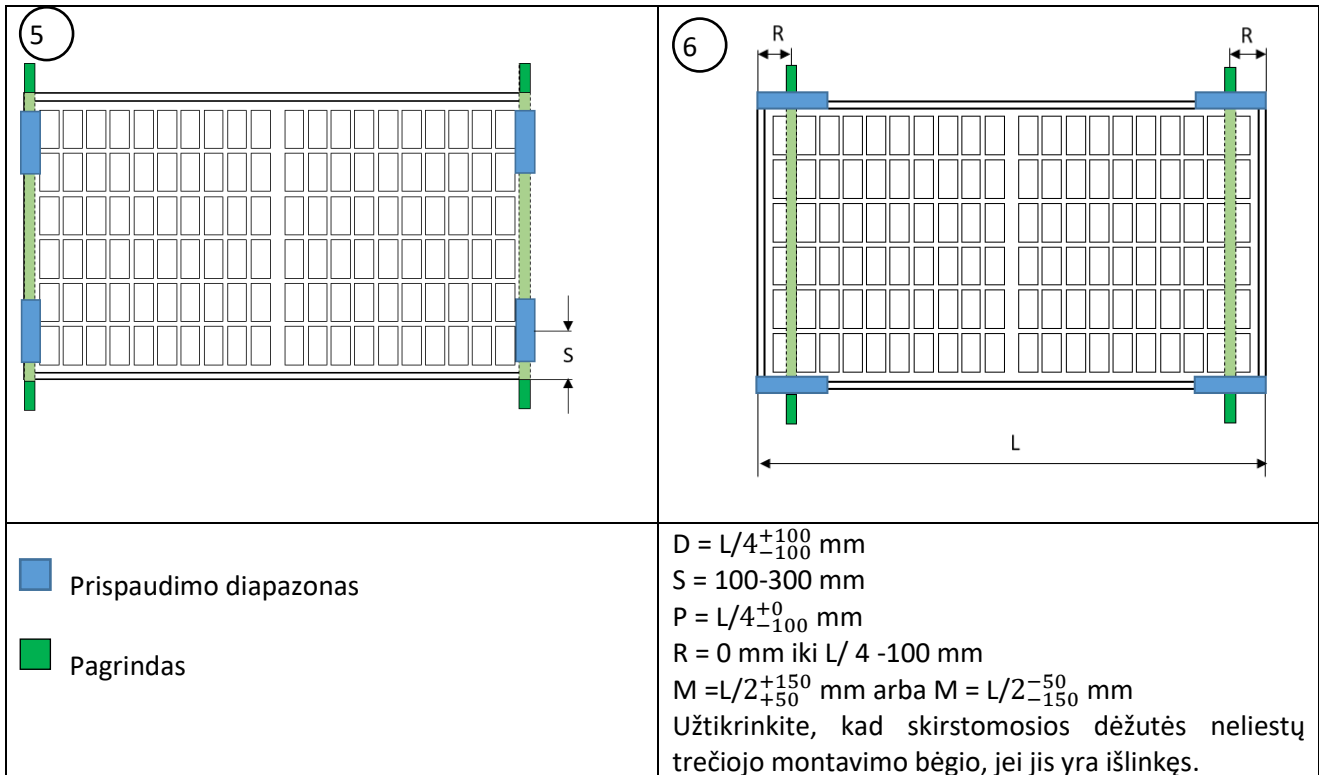 5
S
6
R R
L
Prispaudimo diapazonas
Pagrindas
D = L/4 +100 -100 mm
S = 100-300 mm
P = L/4 +0 -100 mm
R = 0 mm iki L/ 4 -100 mm
M =L/2 +150 +50 mm arba M = L/2 -50 -150 mm
Užtikrinkite, kad skirstomosios dėžutės neliestų
trečiojo montavimo bėgio, jei jis yra išlinkęs.